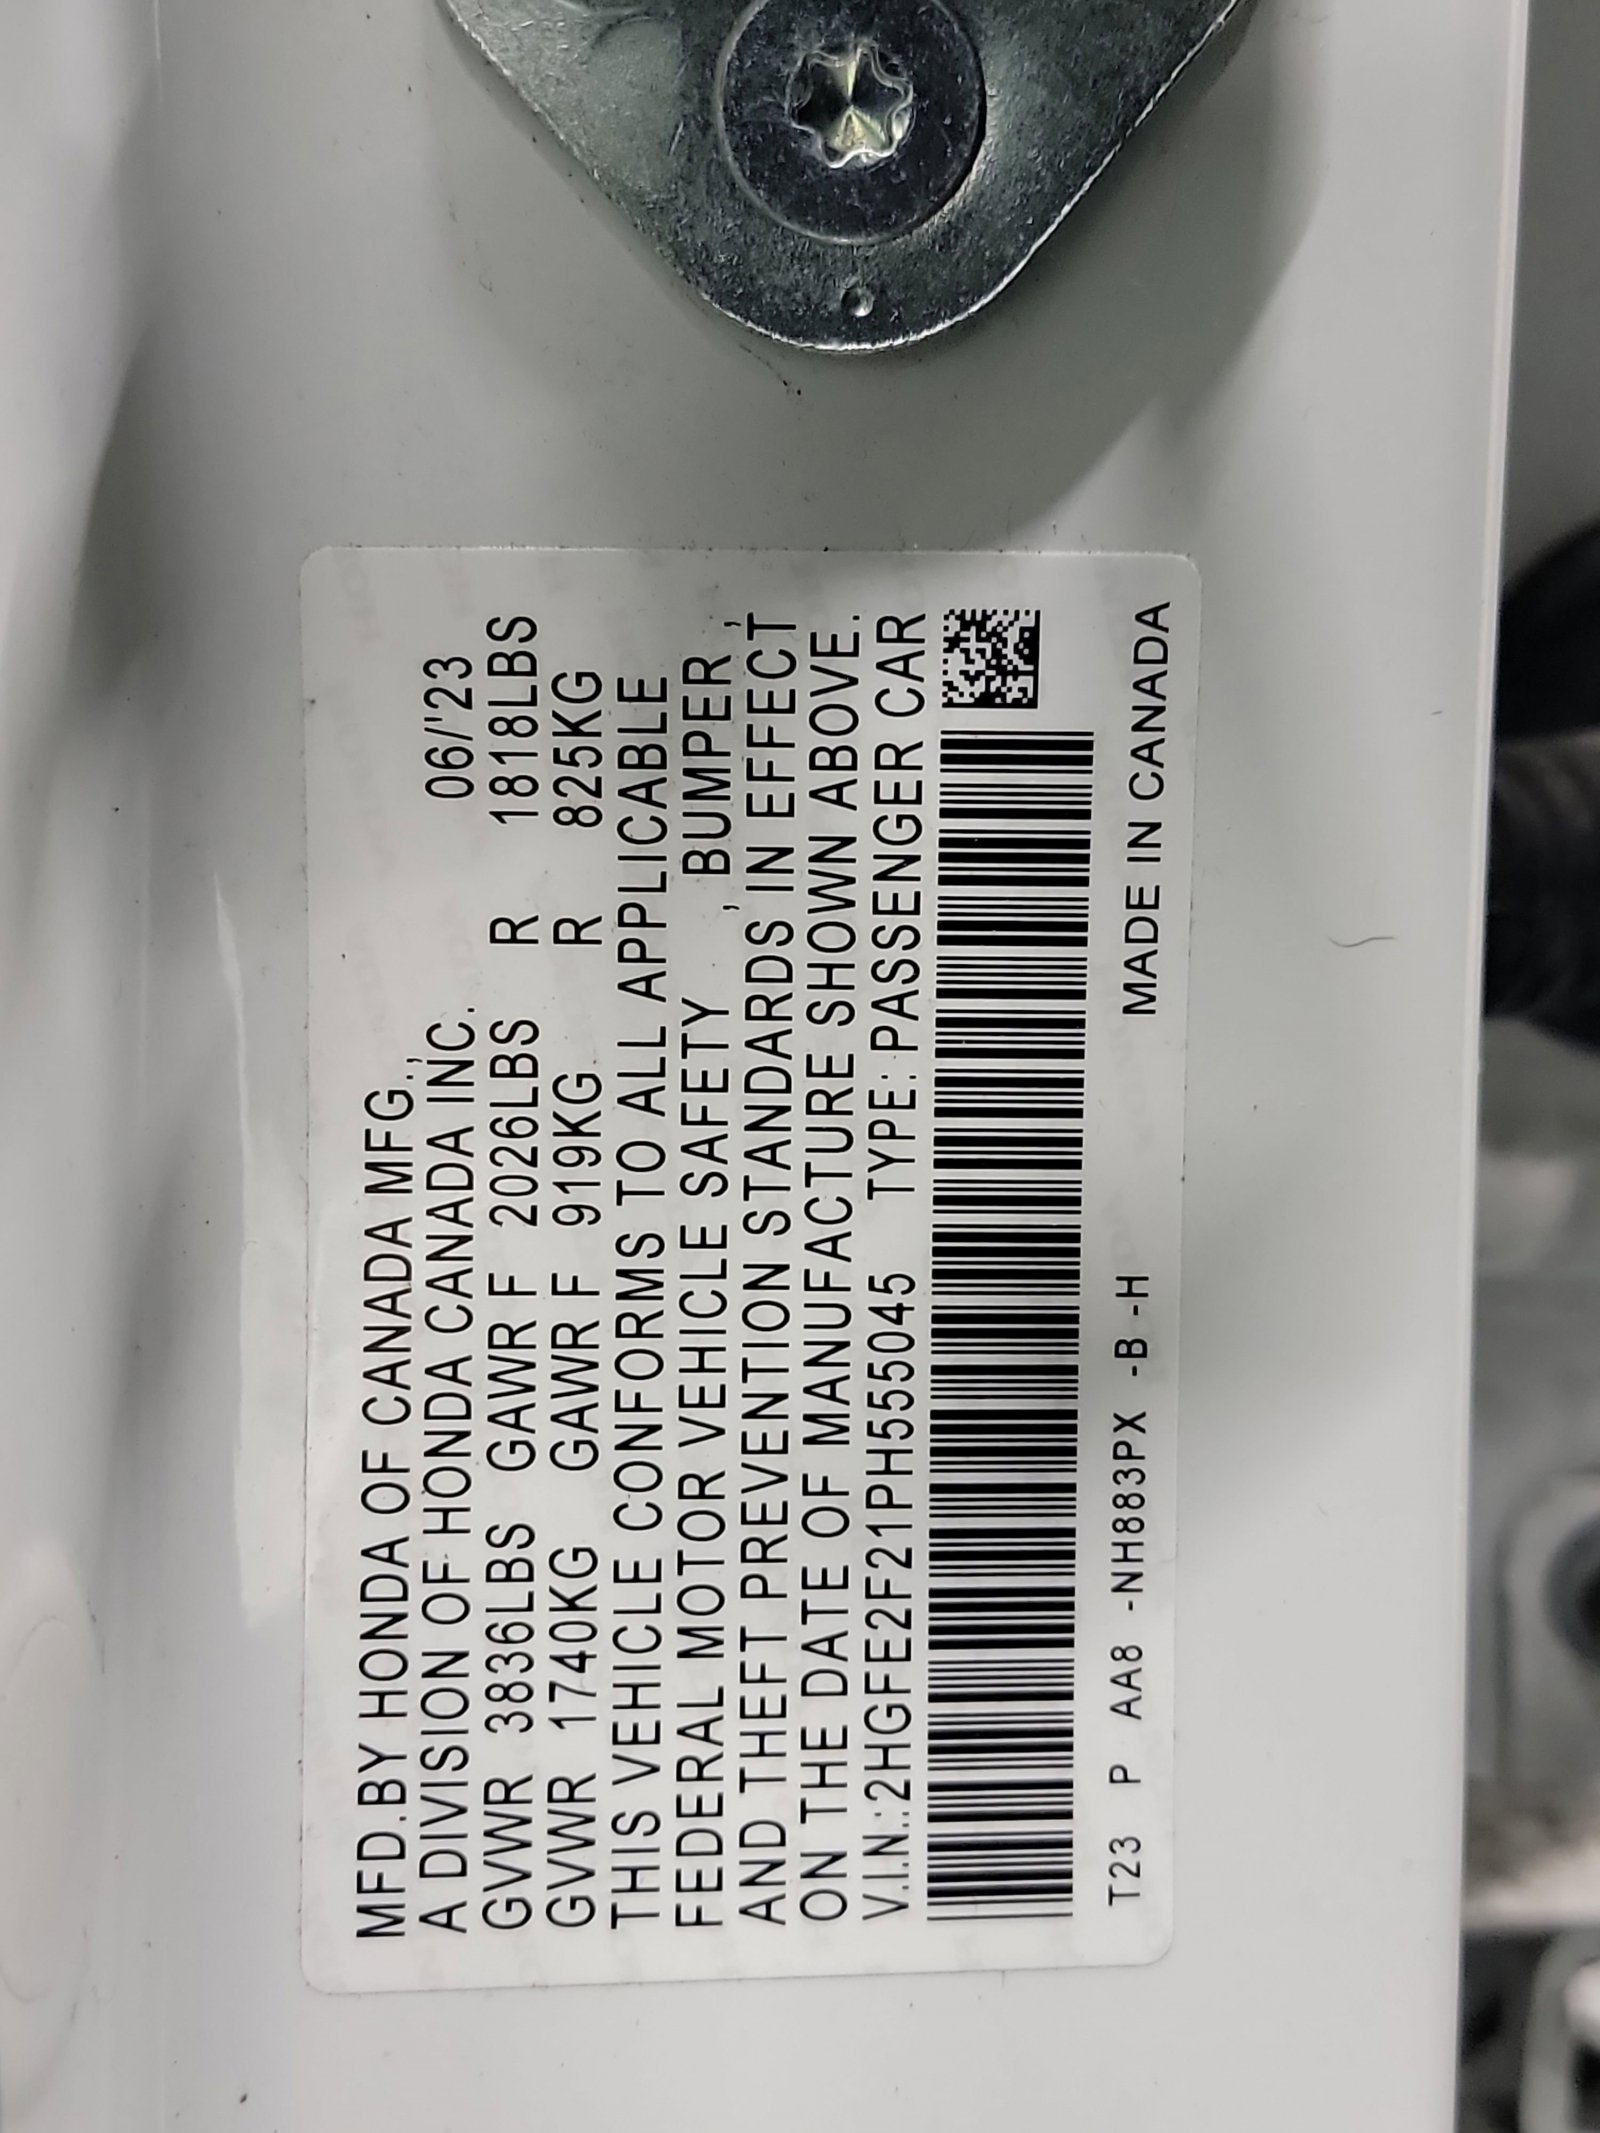 MFD.BY HONDA OF CANADA MFG.,
A DIVISION OF HONDA CANADA INC. 06/'23
GVWR 3836LBS GAWR F 2026LBS R 1818LBS
GVWR 1740KG GAWR F 919KG R 825KG
THIS VEHICLE CONFORMS TO ALL APPLICABLE
FEDERAL MOTOR VEHICLE SAFETY , BUMPER ,
AND THEFT PREVENTION STANDARDS IN EFFECT
ON THE DATE OF MANUFACTURE SHOWN ABOVE.
V.I.N.:2HGFE2F21PH555045 TYPE: PASSENGER CAR
T23 P AA8 -NH883PX -B -H MADE IN CANADA